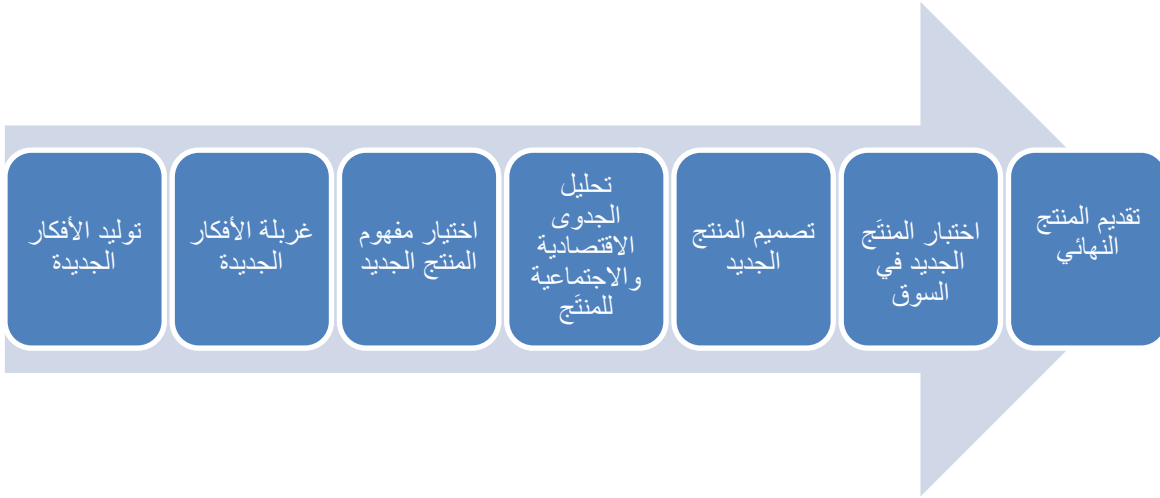 توليد الأفكار
الجديدة
غربلة الأفكار
الجديدة
اختيار مفهوم
المنتج الجديد
تحليل
الجدوى
الاقتصادية
والاجتماعية
للمنتَج
تصميم المنتج
الجديد
اختبار المنتَج
الجديد في
السوق
تقديم المنتج
النهائي